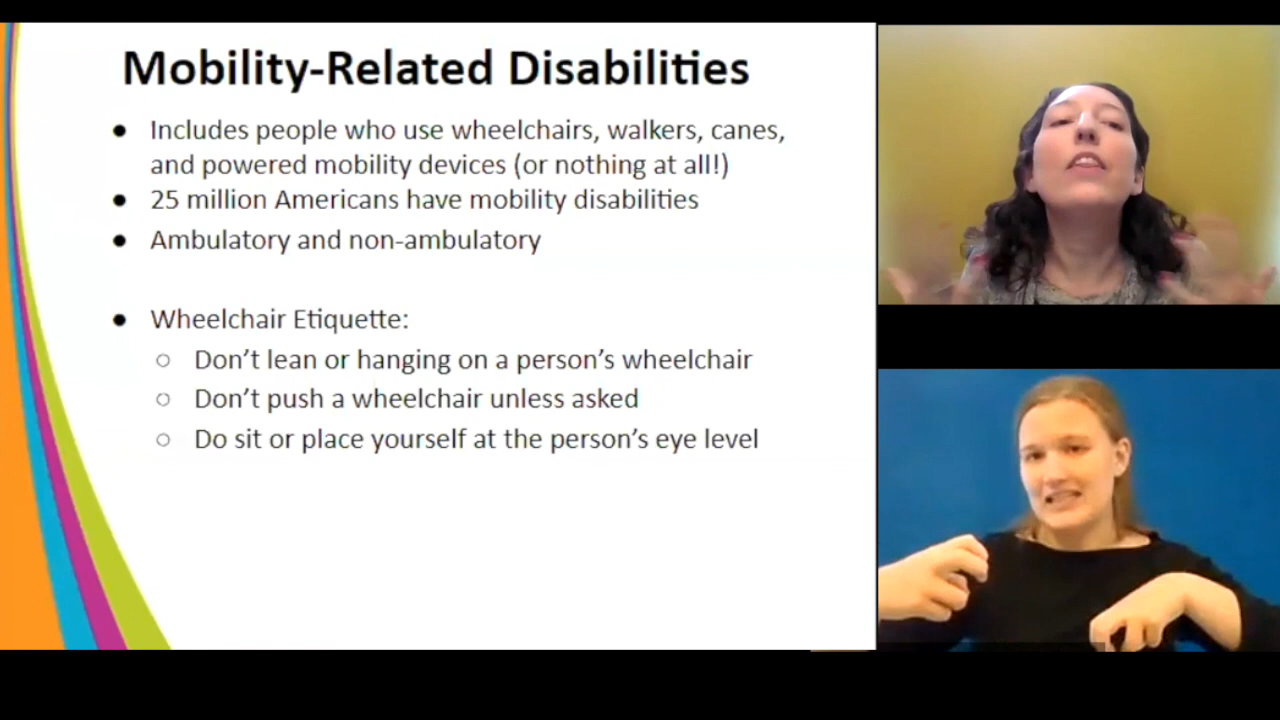 Mobility-Related Disabilities
● Includes people who use wheelchairs, walkers, canes,
and powered mobility devices (or nothing at all!)
● 25 million Americans have mobility disabilities
● Ambulatory and non-ambulatory
● Wheelchair Etiquette:
○ Don’t lean or hanging on a person’s wheelchair
○ Don’t push a wheelchair unless asked
○ Do sit or place yourself at the person’s eye level